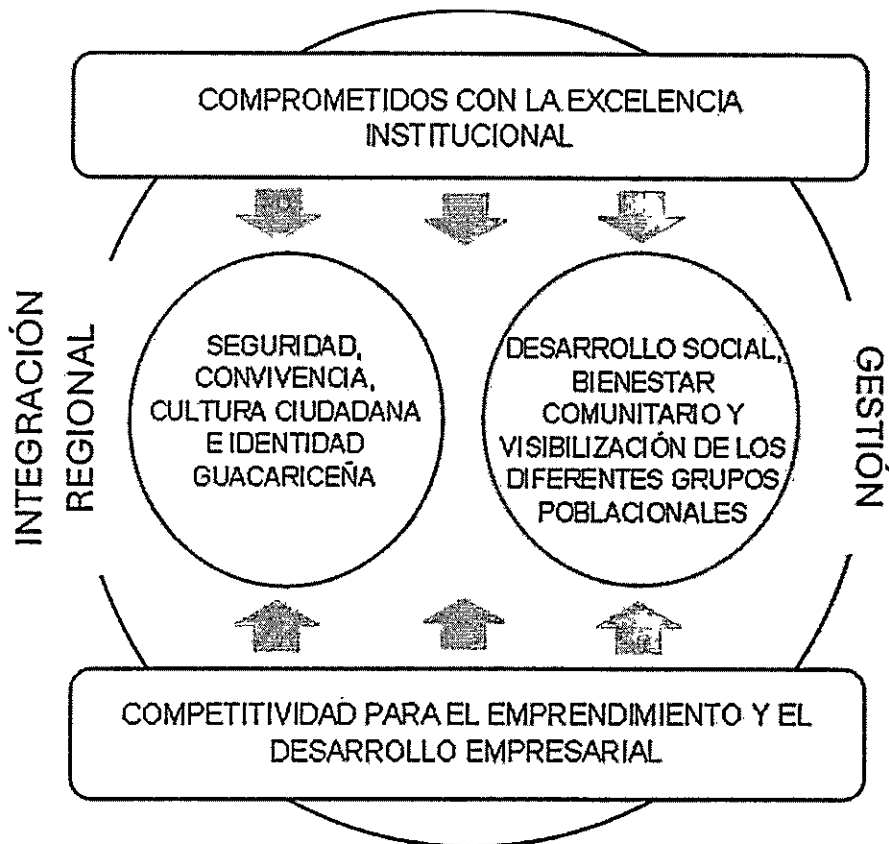 COMPROMETIDOS CON LA EXCELENCIA
INSTITUCIONAL
INTEGRACIÓN
REGIONAL
SEGURIDAD,
CONVIVENCIA,
CULTURA CIUDADANA
E IDENTIDAD
GUACARICEÑA
DESARROLLO SOCIAL,
BIENESTAR
COMUNITARIO Y
VISIBILIZACIÓN DE LOS
DIFERENTES GRUPOS
POBLACIONALES
GESTIÓN
COMPETITIVIDAD PARA EL EMPRENDIMIENTO Y EL
DESARROLLO EMPRESARIAL